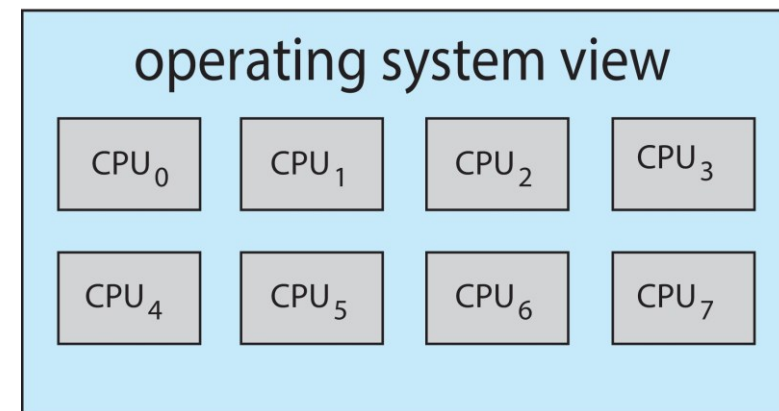 operating system view
CPU₀ CPU₁ CPU₂ CPU₃
CPU₄ CPU₅ CPU₆ CPU₇